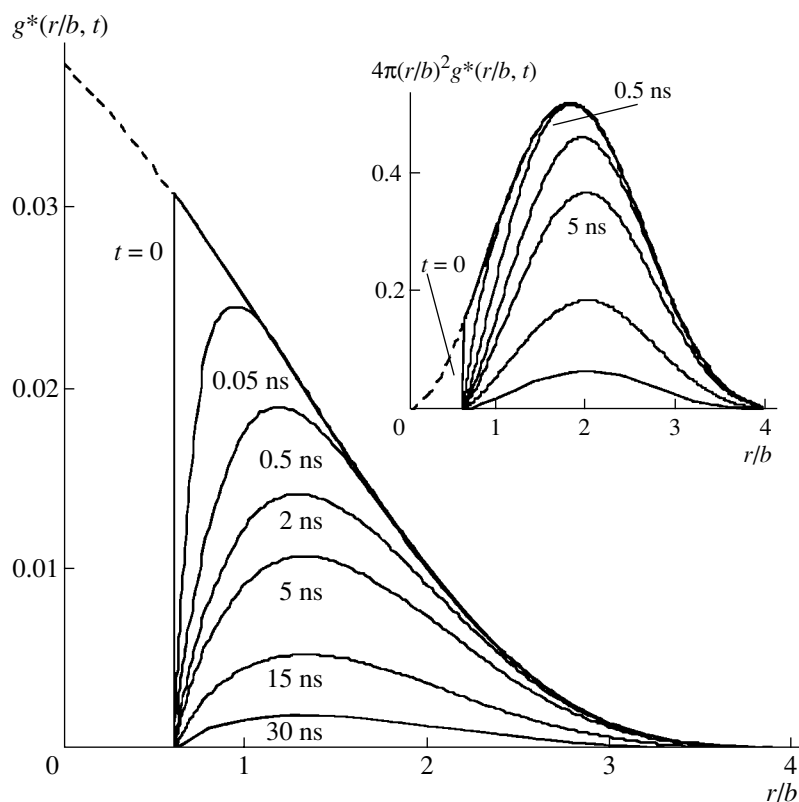 g*(r/b, t)
0.03
0.02
0.01
0
t = 0
0.05 ns
0.5 ns
2 ns
5 ns
15 ns
30 ns
1
2
3
4
r/b
4π(r/b)²g*(r/b, t)
0.5 ns
0.4
5 ns
t = 0
0.2
0
0
1
2
3
4
r/b